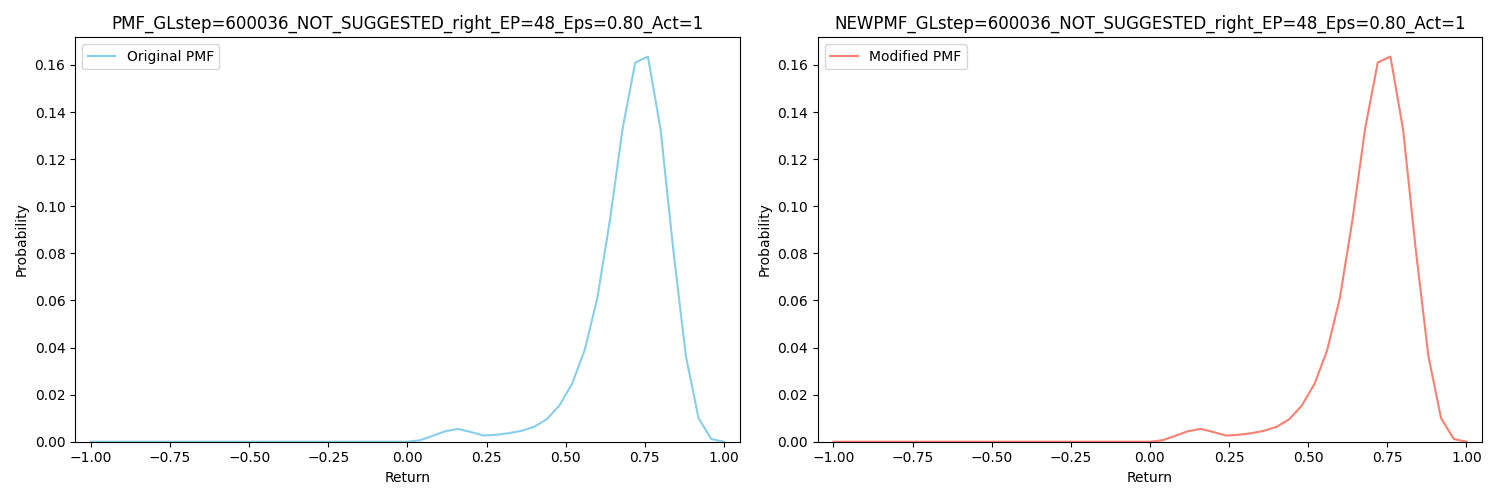 PMF_GLstep=600036_NOT_SUGGESTED_right_EP=48_Eps=0.80_Act=1
Original PMF
0.16
0.14
0.12
0.10
0.08
0.06
0.04
0.02
0.00
Probability
−1.00 −0.75 −0.50 −0.25 0.00 0.25 0.50 0.75 1.00
Return
NEWPMF_GLstep=600036_NOT_SUGGESTED_right_EP=48_Eps=0.80_Act=1
Modified PMF
0.16
0.14
0.12
0.10
0.08
0.06
0.04
0.02
0.00
Probability
−1.00 −0.75 −0.50 −0.25 0.00 0.25 0.50 0.75 1.00
Return